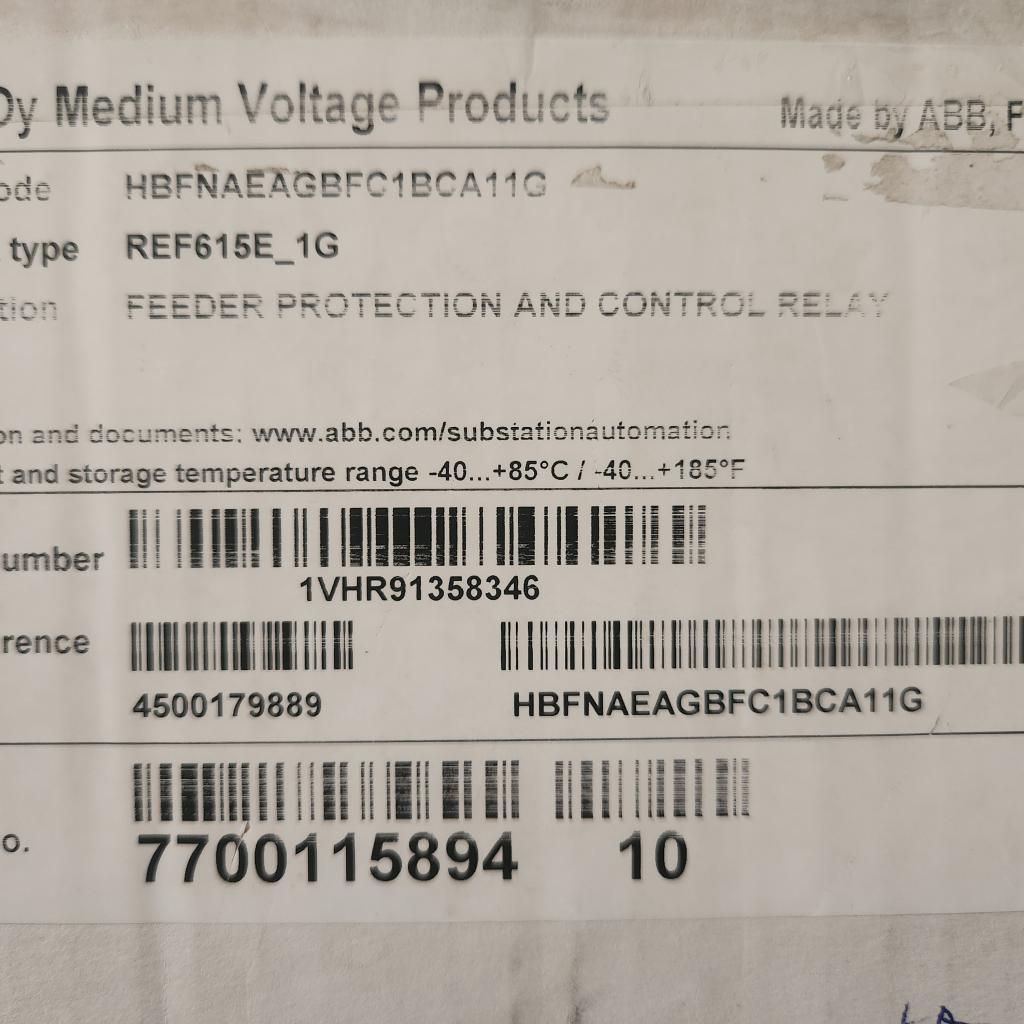 Oy Medium Voltage Products
Made by ABB, F
ode HBFNAEAGBFC1BCA11G
type REF615E_1G
tion FEEDER PROTECTION AND CONTROL RELAY
on and documents: www.abb.com/substationautomation
t and storage temperature range -40...+85°C / -40...+185°F
umber
1VHR91358346
rence
4500179889 HBFNAEAGBFC1BCA11G
o. 7700115894 10